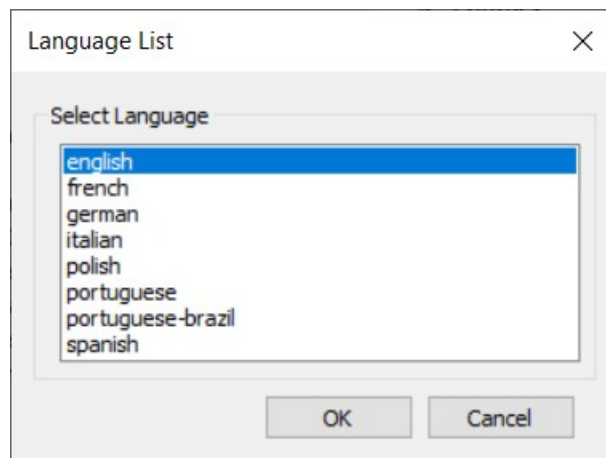 Language List
Select Language
english
french
german
italian
polish
portuguese
portuguese-brazil
spanish
OK Cancel